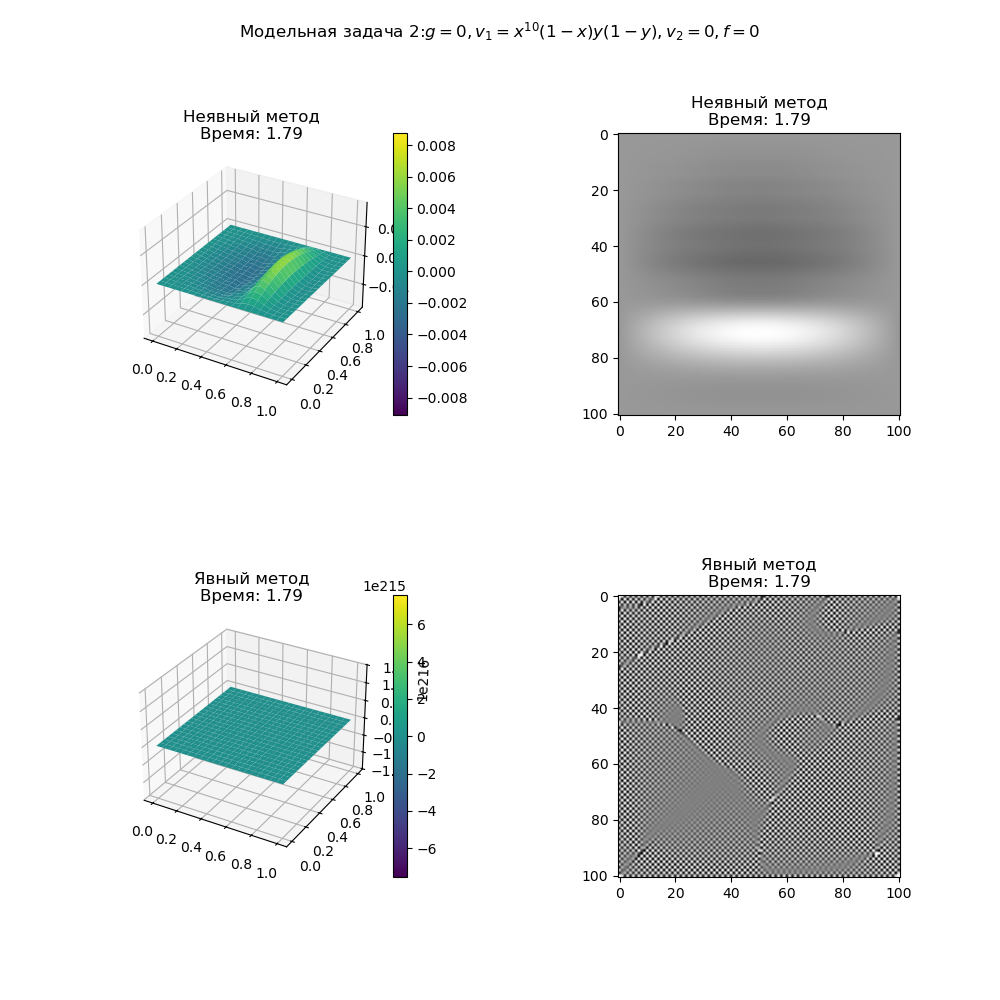 Модельная задача 2:g = 0, v₁ = x¹⁰(1 − x)y(1 − y), v₂ = 0, f = 0
Неявный метод
Время: 1.79
0.008
0.006
0.004
0.002
0.000
−0.002
−0.004
−0.006
−0.008
0.0 0.2 0.4 0.6 0.8 1.0
0.0 0.2 0.4 0.6 0.8 1.0
Неявный метод
Время: 1.79
0
20
40
60
80
100
0 20 40 60 80 100
Явный метод
Время: 1.79
1e215
6
4
2
0
−2
−4
−6
1e216
0.0 0.2 0.4 0.6 0.8 1.0
0.0 0.2 0.4 0.6 0.8 1.0
Явный метод
Время: 1.79
0
20
40
60
80
100
0 20 40 60 80 100